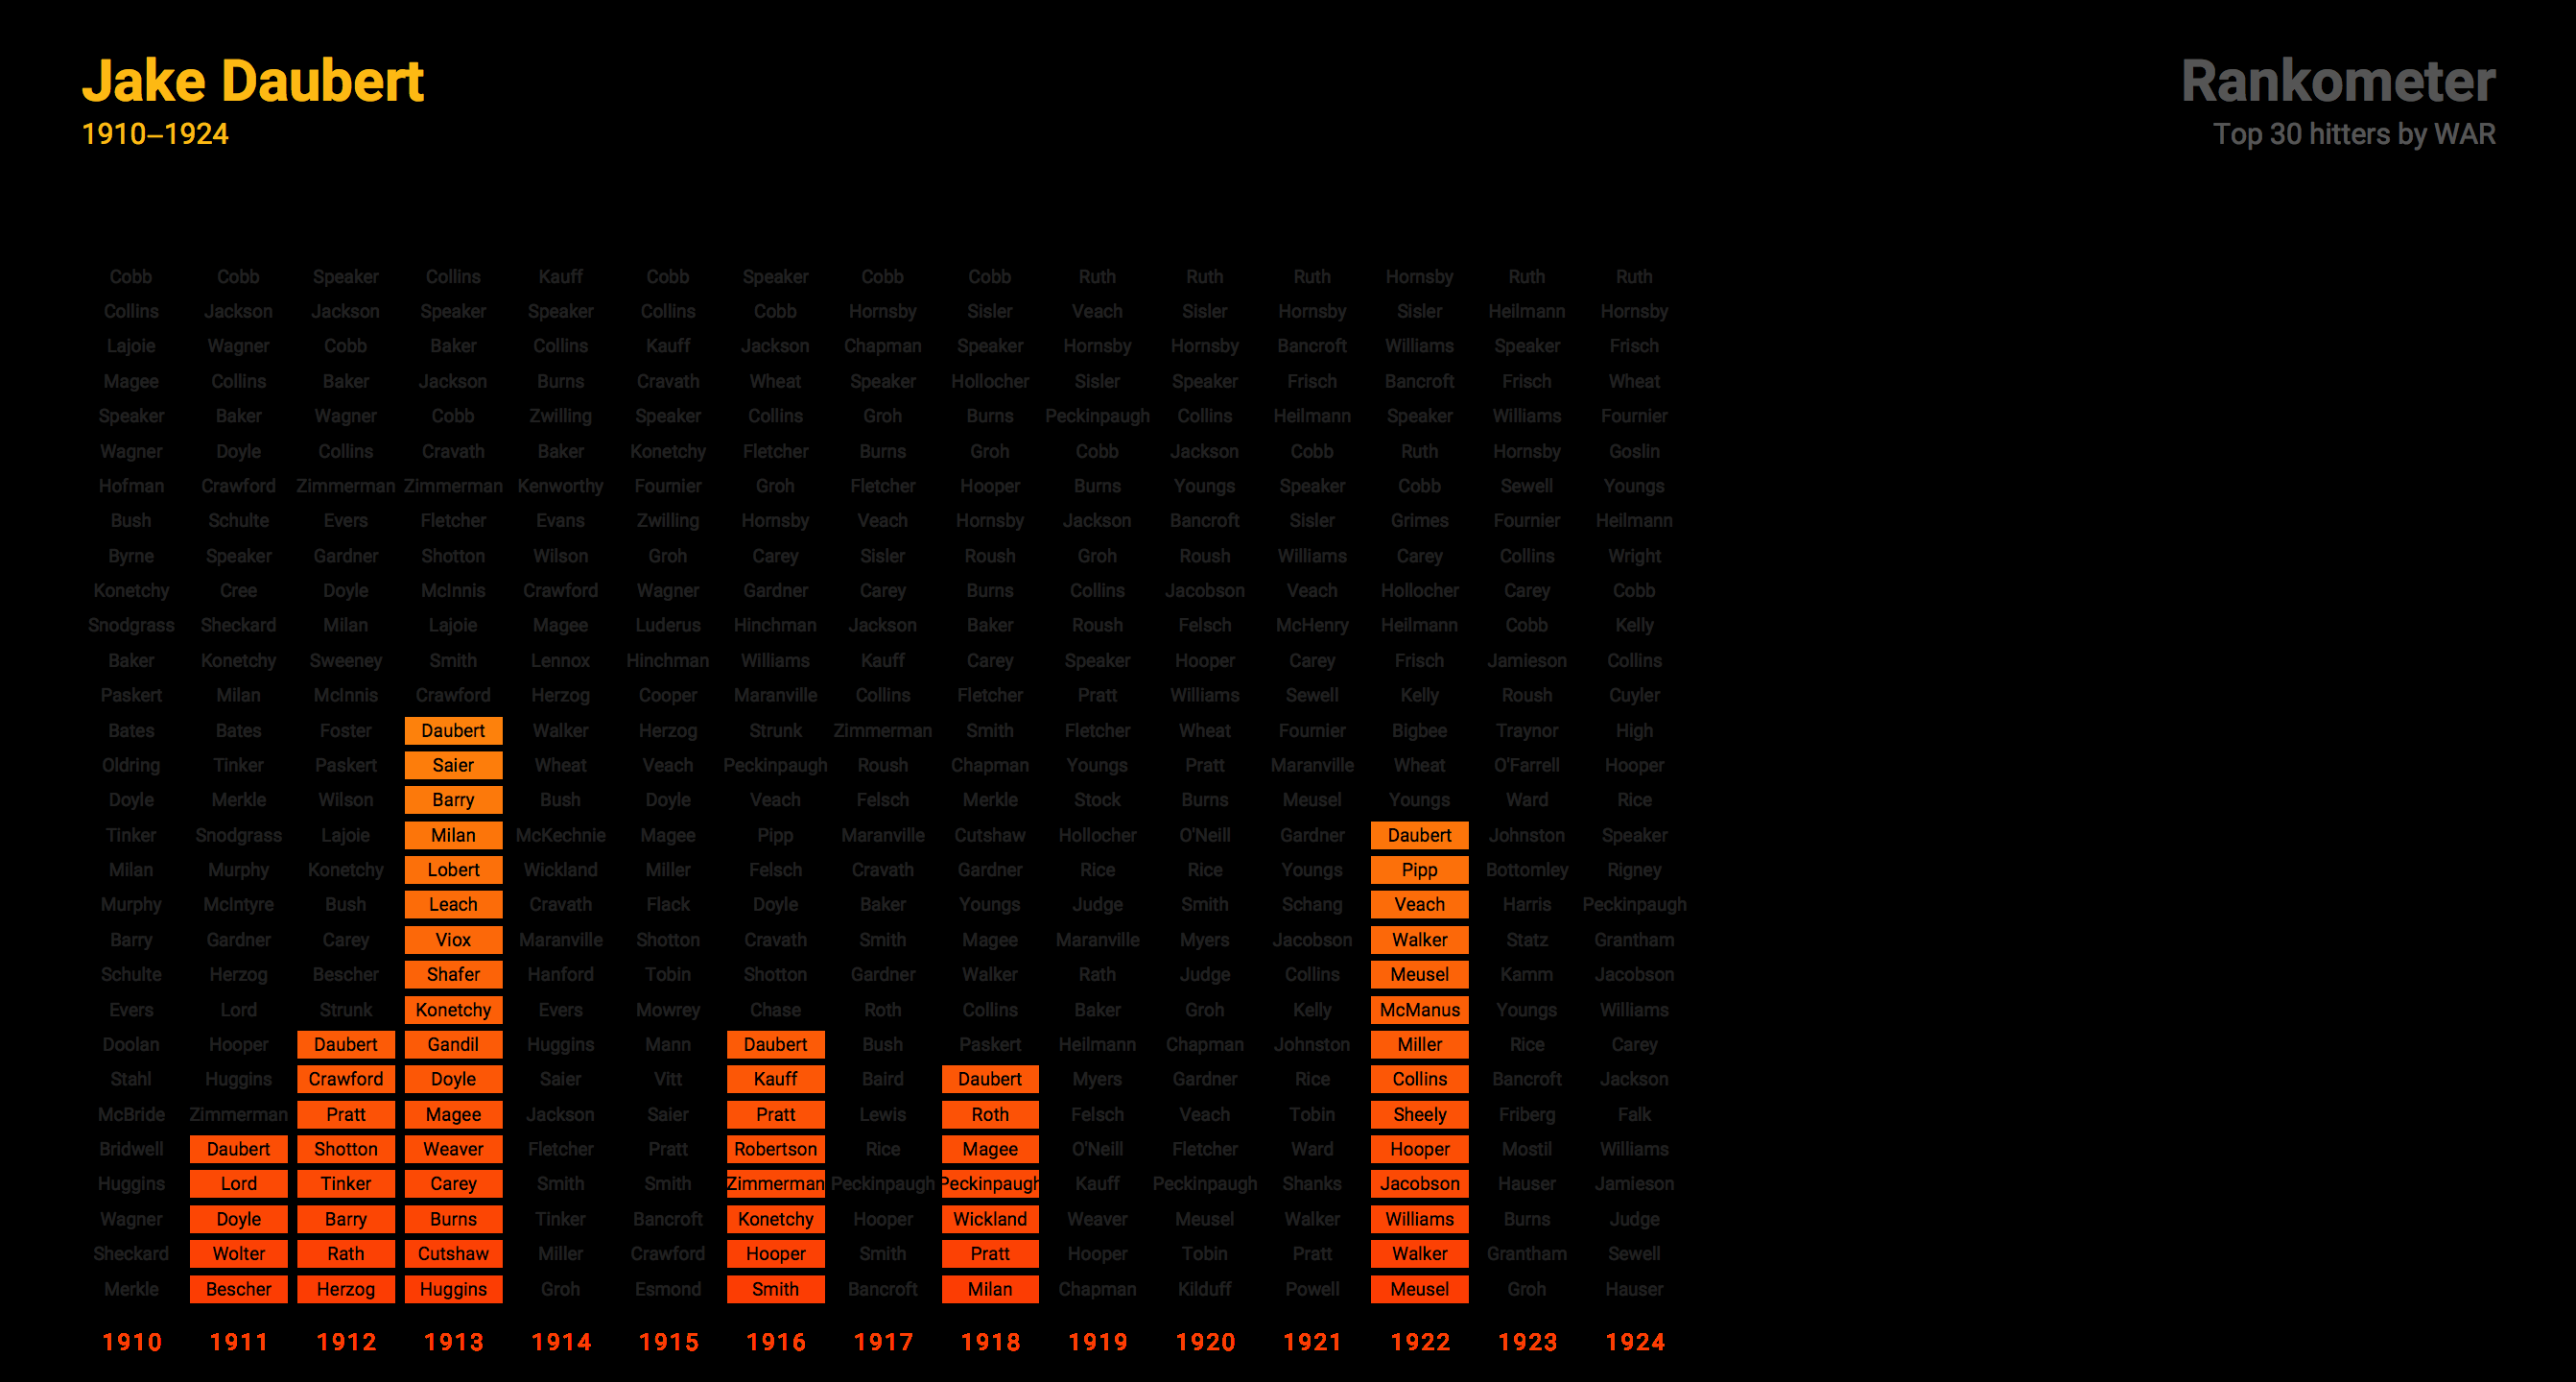 Jake Daubert
1910–1924
Rankometer
Top 30 hitters by WAR
Cobb Cobb Speaker Collins Kauff Cobb Speaker Cobb Cobb Ruth Ruth Ruth Hornsby Ruth Ruth
Collins Jackson Jackson Speaker Speaker Collins Cobb Hornsby Sisler Veach Sisler Hornsby Sisler Heilmann Hornsby
Lajoie Wagner Cobb Baker Collins Kauff Jackson Chapman Speaker Hornsby Hornsby Bancroft Williams Speaker Frisch
Magee Collins Baker Jackson Burns Cravath Wheat Speaker Hollocher Sisler Speaker Frisch Bancroft Frisch Wheat
Speaker Baker Wagner Cobb Zwilling Speaker Collins Groh Burns Peckinpaugh Collins Heilmann Speaker Williams Fournier
Wagner Doyle Collins Cravath Baker Konetchy Fletcher Burns Groh Cobb Jackson Cobb Ruth Hornsby Goslin
Hofman Crawford Zimmerman Zimmerman Kenworthy Fournier Groh Fletcher Hooper Burns Youngs Speaker Cobb Sewell Youngs
Bush Schulte Evers Fletcher Evans Zwilling Hornsby Veach Hornsby Jackson Bancroft Sisler Grimes Fournier Heilmann
Byrne Speaker Gardner Shotton Wilson Groh Carey Sisler Roush Groh Roush Williams Carey Collins Wright
Konetchy Cree Doyle McInnis Crawford Wagner Gardner Carey Burns Collins Jacobson Veach Hollocher Carey Cobb
Snodgrass Sheckard Milan Lajoie Magee Luderus Hinchman Jackson Baker Roush Felsch McHenry Heilmann Cobb Kelly
Baker Konetchy Sweeney Smith Lennox Hinchman Williams Kauff Carey Speaker Hooper Carey Frisch Jamieson Collins
Paskert Milan McInnis Crawford Herzog Cooper Maranville Collins Fletcher Pratt Williams Sewell Kelly Roush Cuyler
Bates Bates Foster Daubert Walker Herzog Strunk Zimmerman Smith Fletcher Wheat Fournier Bigbee Traynor High
Oldring Tinker Paskert Saier Wheat Veach Peckinpaugh Roush Chapman Youngs Pratt Maranville Wheat O'Farrell Hooper
Doyle Merkle Wilson Barry Bush Doyle Veach Felsch Merkle Stock Burns Meusel Youngs Ward Rice
Tinker Snodgrass Lajoie Milan McKechnie Magee Pipp Maranville Cutshaw Hollocher O'Neill Gardner Daubert Johnston Speaker
Milan Murphy Konetchy Lobert Wickland Miller Felsch Cravath Gardner Rice Rice Youngs Pipp Bottomley Rigney
Murphy McIntyre Bush Leach Cravath Flack Doyle Baker Youngs Judge Smith Schang Veach Harris Peckinpaugh
Barry Gardner Carey Viox Maranville Shotton Cravath Smith Magee Maranville Myers Jacobson Walker Statz Grantham
Schulte Herzog Bescher Shafer Hanford Tobin Shotton Gardner Walker Rath Judge Collins Meusel Kamm Jacobson
Evers Lord Strunk Konetchy Evers Mowrey Chase Roth Collins Baker Groh Kelly McManus Youngs Williams
Doolan Hooper Daubert Gandil Huggins Mann Daubert Bush Paskert Heilmann Chapman Johnston Miller Rice Carey
Stahl Huggins Crawford Doyle Saier Vitt Kauff Baird Daubert Myers Gardner Rice Collins Bancroft Jackson
McBride Zimmerman Pratt Magee Jackson Saier Pratt Lewis Roth Felsch Veach Tobin Sheely Friberg Falk
Bridwell Daubert Shotton Weaver Fletcher Pratt Robertson Rice Magee O'Neill Fletcher Ward Hooper Mostil Williams
Huggins Lord Tinker Carey Smith Smith Zimmerman Peckinpaugh Peckinpaugh Kauff Peckinpaugh Shanks Jacobson Hauser Jamieson
Wagner Doyle Barry Burns Tinker Bancroft Konetchy Hooper Wickland Weaver Meusel Walker Williams Burns Judge
Sheckard Wolter Rath Cutshaw Miller Crawford Hooper Smith Pratt Hooper Tobin Pratt Walker Grantham Sewell
Merkle Bescher Herzog Huggins Groh Esmond Smith Bancroft Milan Chapman Kilduff Powell Meusel Groh Hauser
1910 1911 1912 1913 1914 1915 1916 1917 1918 1919 1920 1921 1922 1923 1924